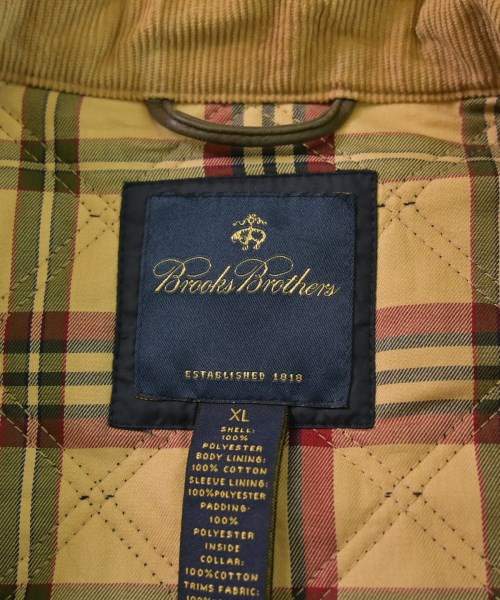 Brooks Brothers
ESTABLISHED 1818
XL
SHELL:
100%
POLYESTER
BODY LINING:
100% COTTON
SLEEVE LINING:
100%POLYESTER
PADDING:
100%
POLYESTER
INSIDE
COLLAR:
100%COTTON
TRIMS FABRIC: